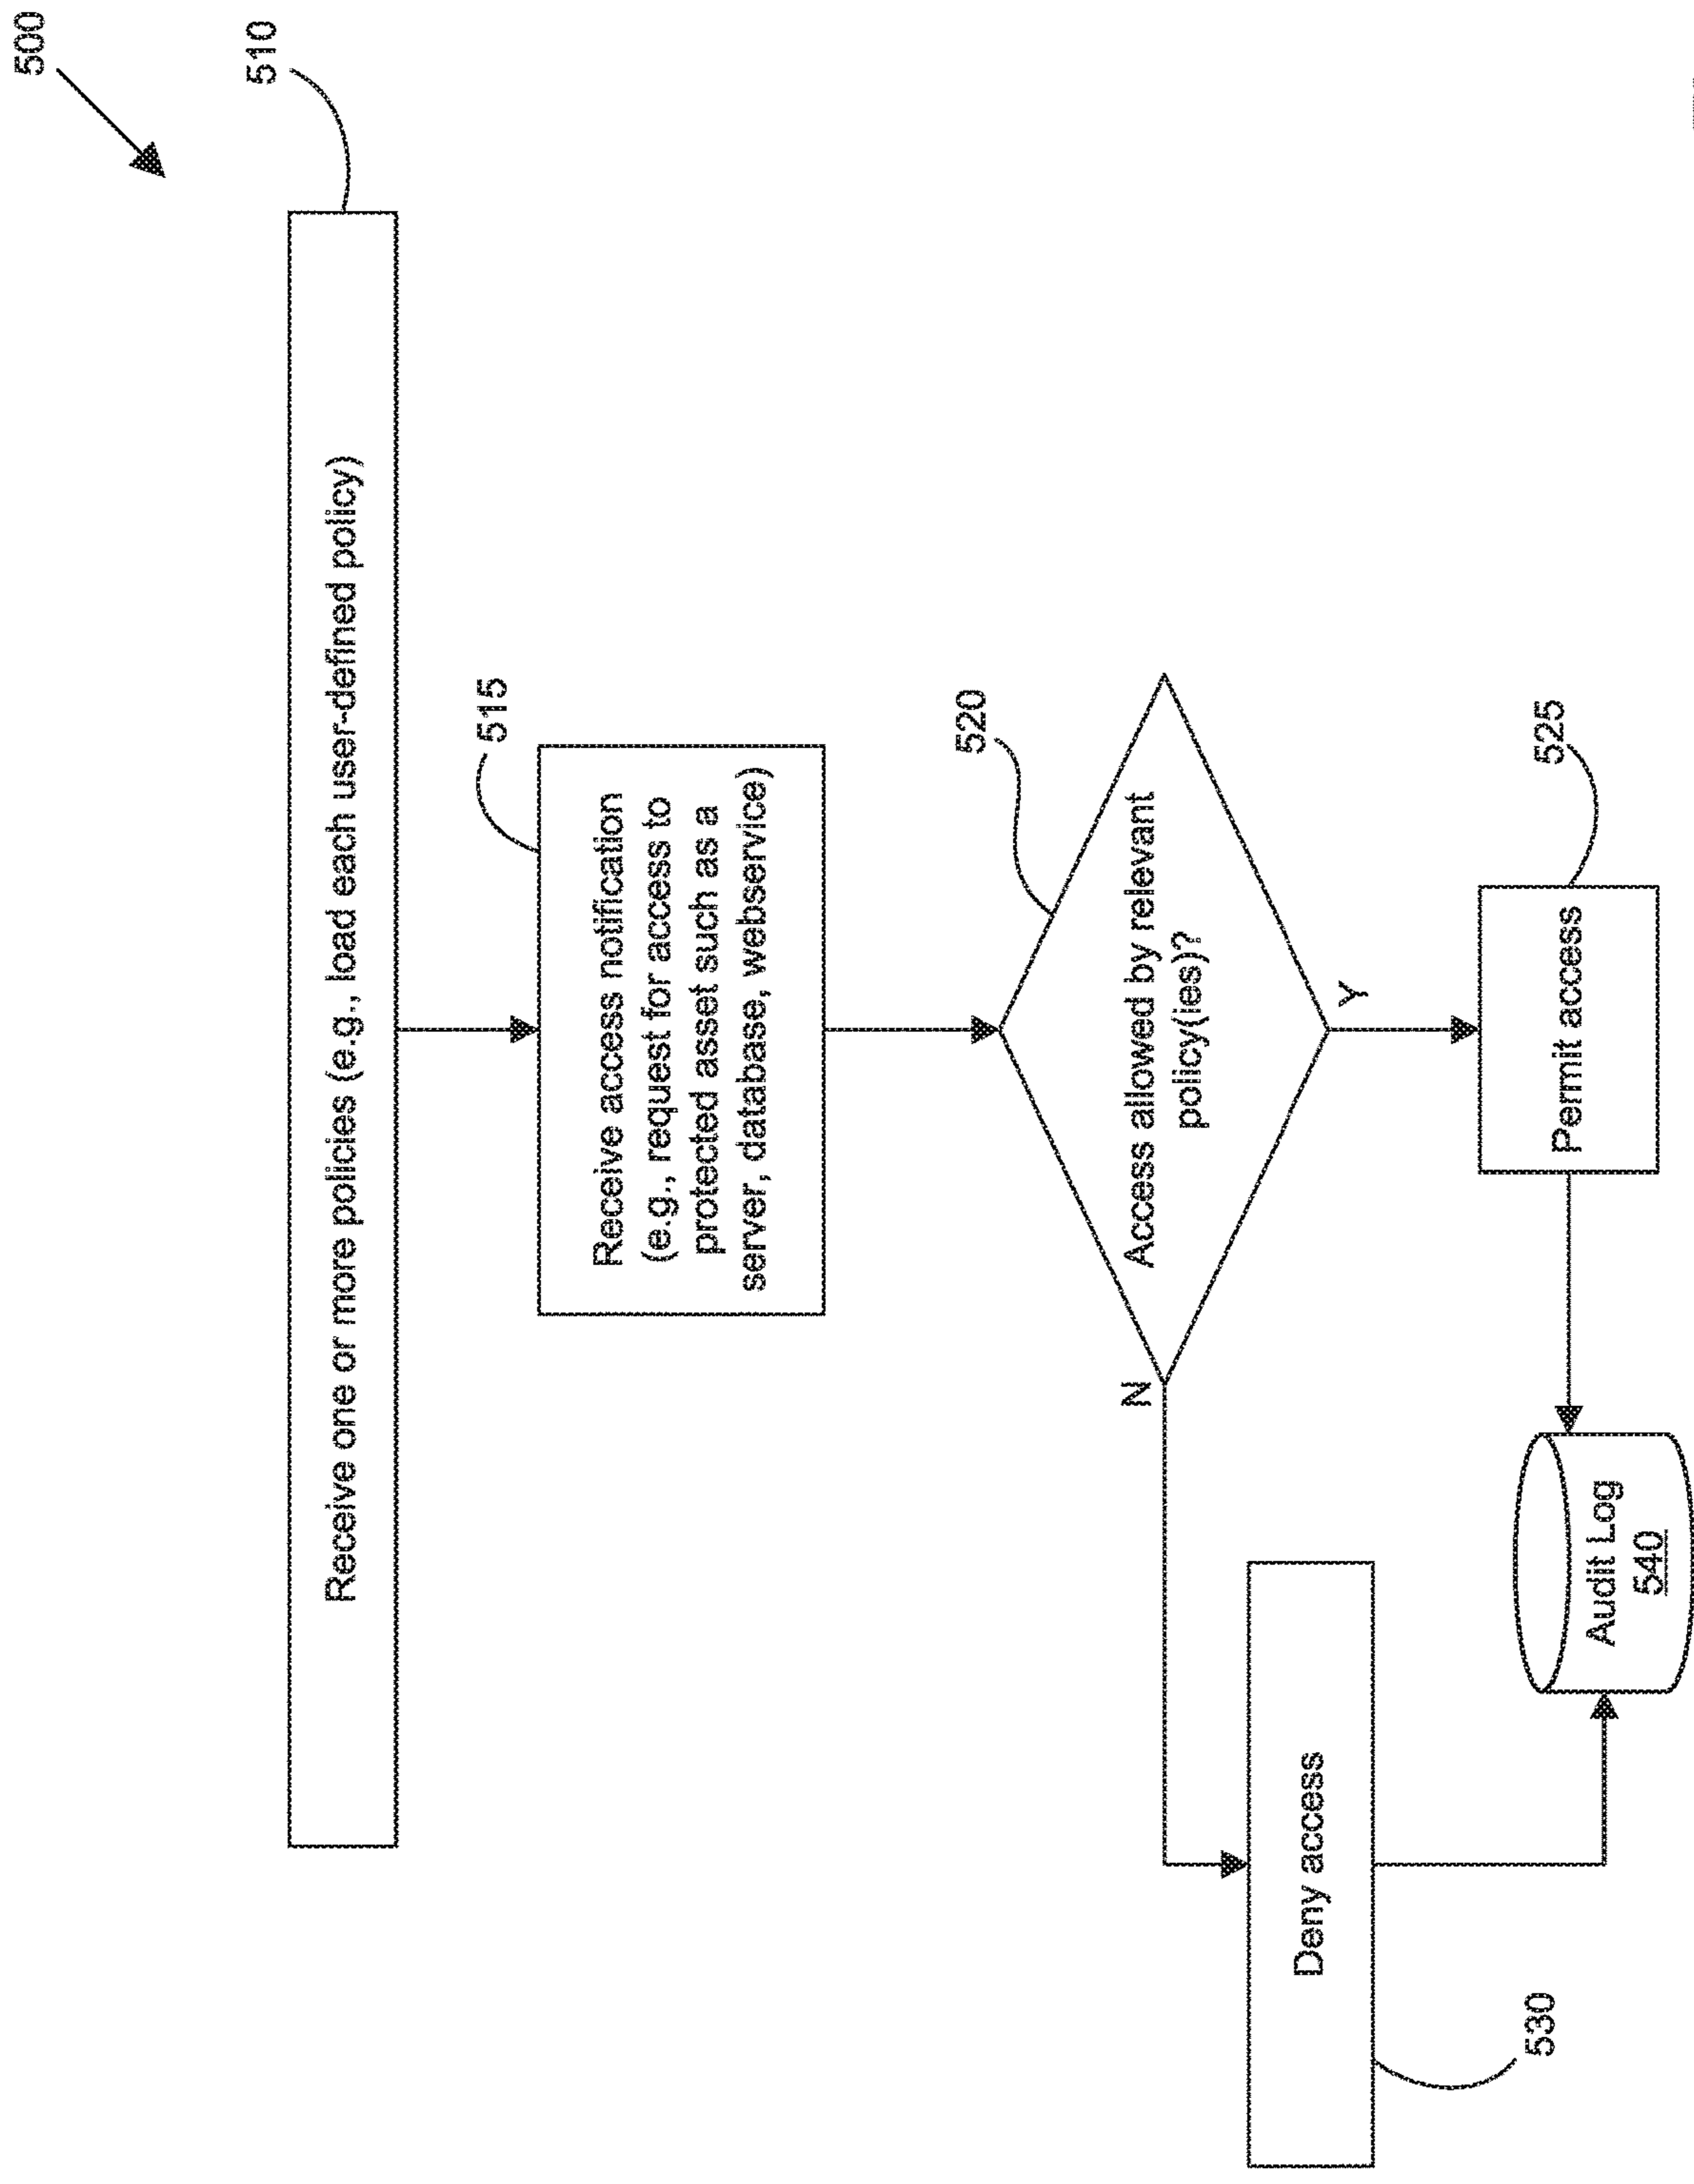 500
510
Receive one or more policies (e.g., load each user-defined policy)
515
Receive access notification
(e.g., request for access to
protected asset such as a
server, database, webservice)
520
Access allowed by relevant
policy(ies)?
N
Y
525
Permit access
Deny access
530
Audit Log
540